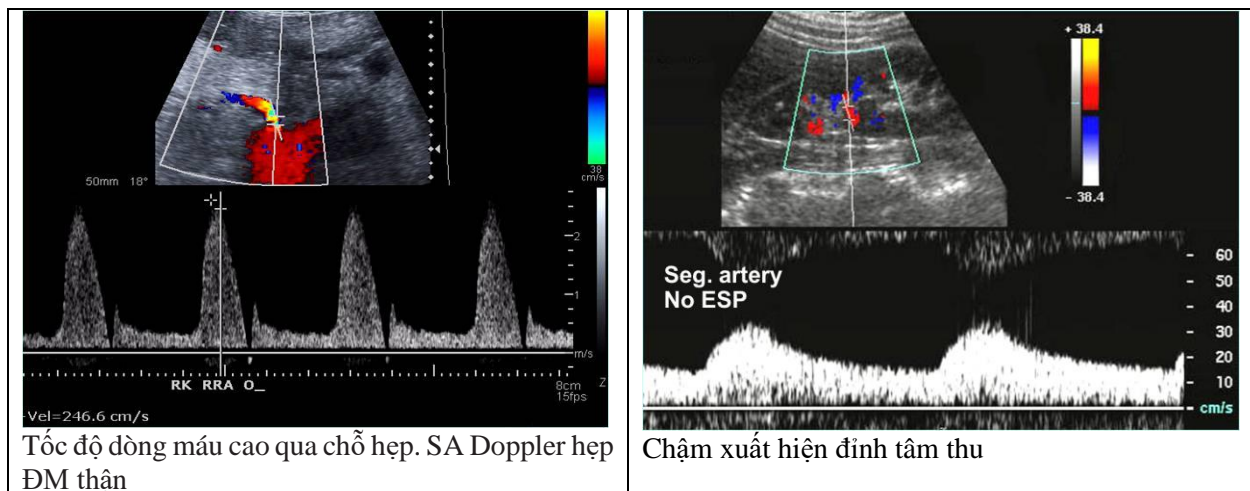 38
cm/s
50mm 18°
2
1
m/s
RK RRA O_
8cm
Z
15fps
-Vel=246.6 cm/s
Tốc độ dòng máu cao qua chỗ hẹp. SA Doppler hẹp
ĐM thân
+ 38.4
- 38.4
Seg. artery
No ESP
60
50
40
30
20
10
cm/s
Chậm xuất hiện đỉnh tâm thu